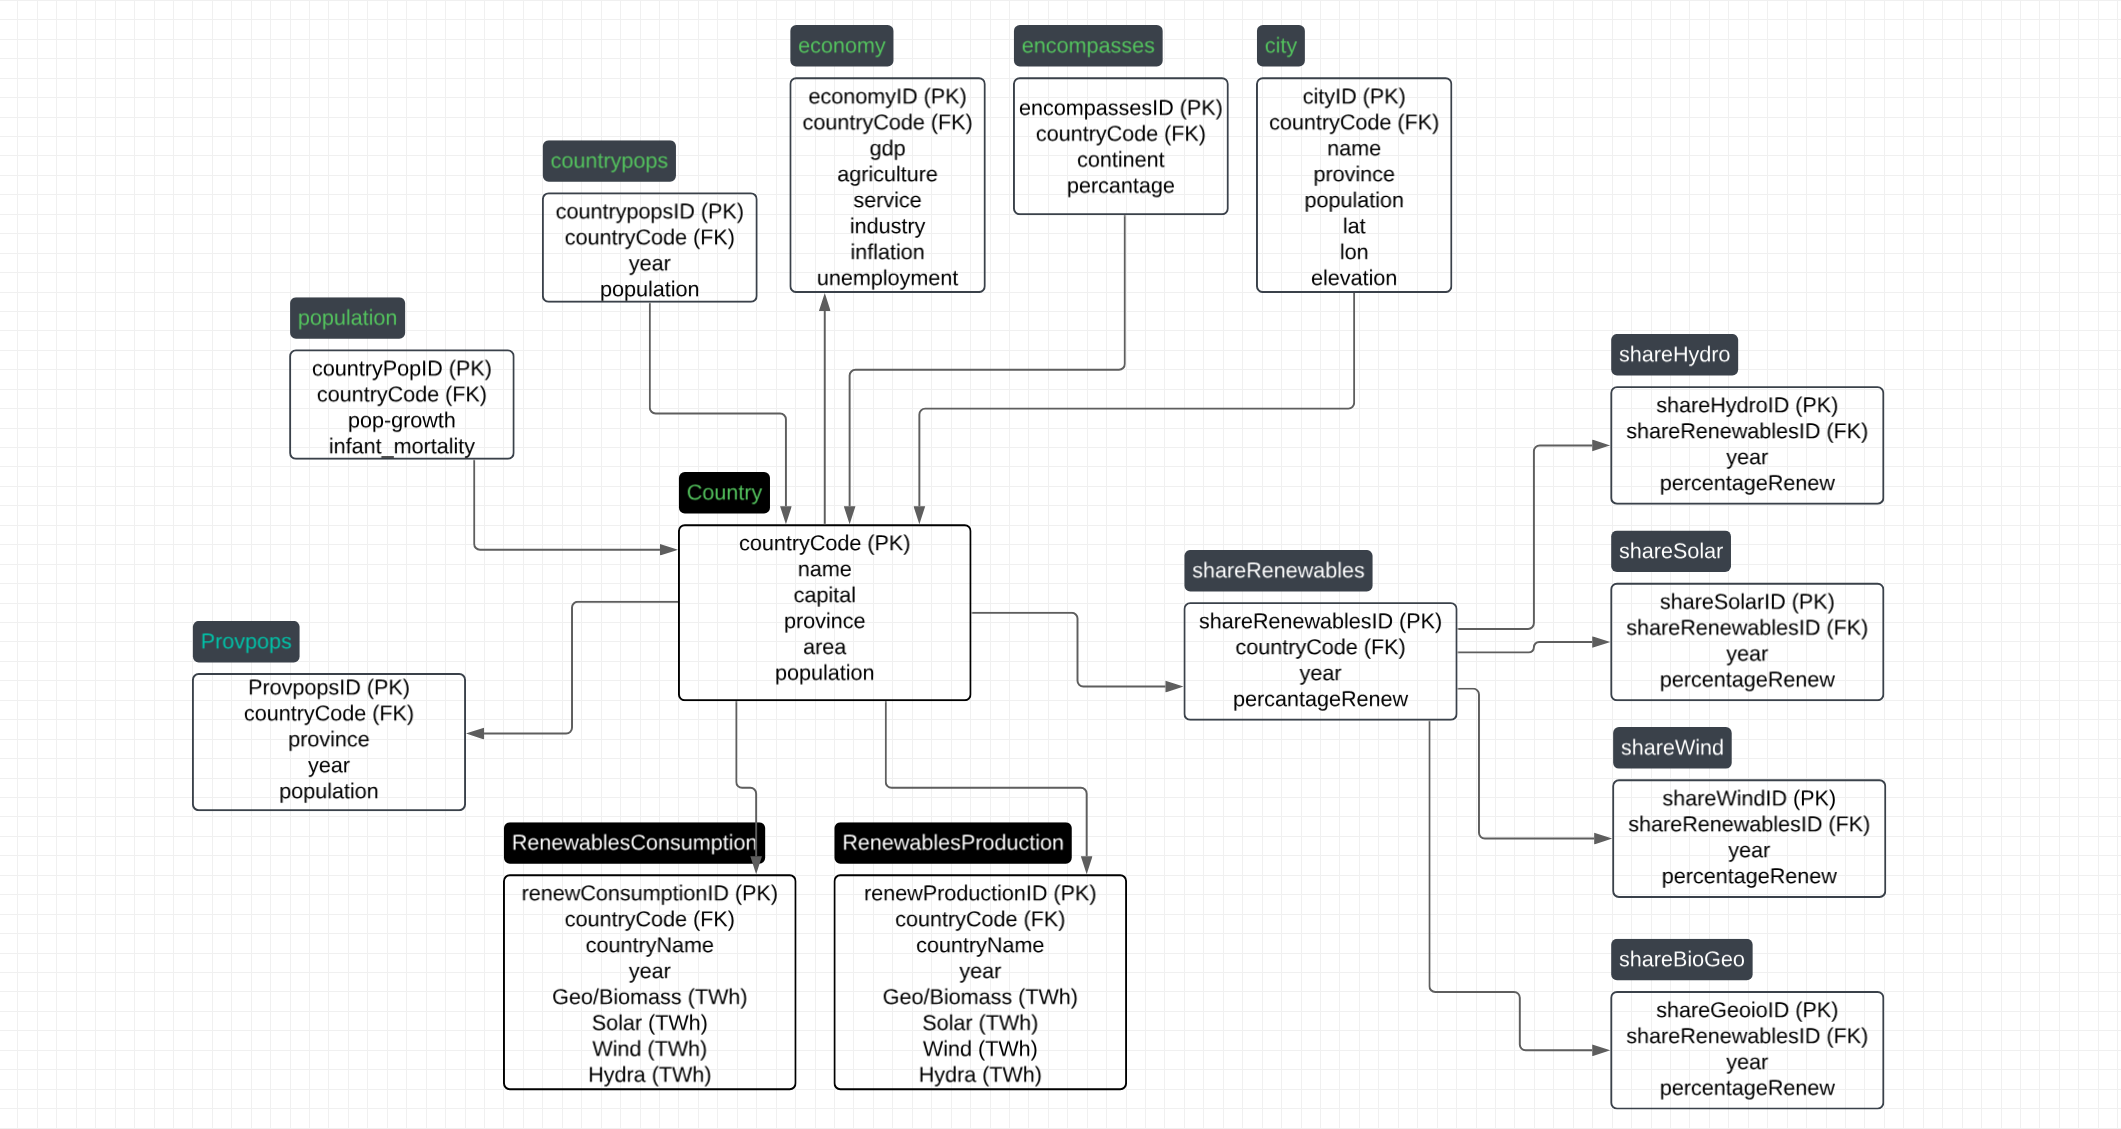 economy
economyID (PK)
countryCode (FK)
gdp
agriculture
service
industry
inflation
unemployment
encompasses
encompassesID (PK)
countryCode (FK)
continent
percantage
city
cityID (PK)
countryCode (FK)
name
province
population
lat
lon
elevation
countrypops
countrypopsID (PK)
countryCode (FK)
year
population
population
countryPopID (PK)
countryCode (FK)
pop-growth
infant_mortality
Country
countryCode (PK)
name
capital
province
area
population
Provpops
ProvpopsID (PK)
countryCode (FK)
province
year
population
shareRenewables
shareRenewablesID (PK)
countryCode (FK)
year
percantageRenew
shareHydro
shareHydroID (PK)
shareRenewablesID (FK)
year
percentageRenew
shareSolar
shareSolarID (PK)
shareRenewablesID (FK)
year
percentageRenew
shareWind
shareWindID (PK)
shareRenewablesID (FK)
year
percentageRenew
RenewablesConsumption
renewConsumptionID (PK)
countryCode (FK)
countryName
year
Geo/Biomass (TWh)
Solar (TWh)
Wind (TWh)
Hydra (TWh)
RenewablesProduction
renewProductionID (PK)
countryCode (FK)
countryName
year
Geo/Biomass (TWh)
Solar (TWh)
Wind (TWh)
Hydra (TWh)
shareBioGeo
shareGeoioID (PK)
shareRenewablesID (FK)
year
percentageRenew